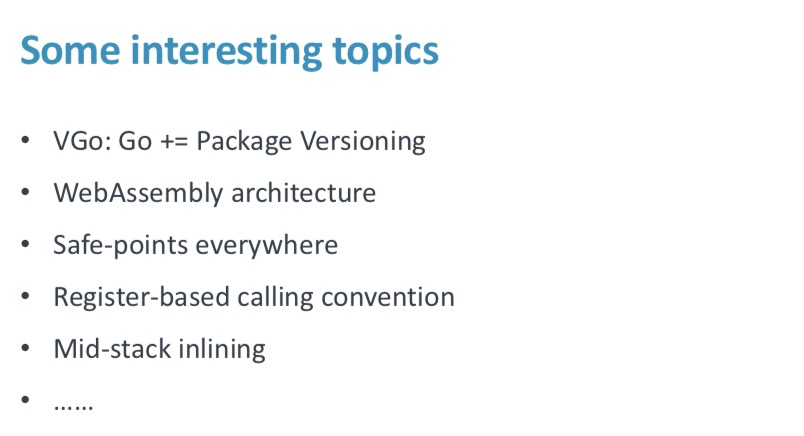 Some interesting topics
• VGo: Go += Package Versioning
• WebAssembly architecture
• Safe-points everywhere
• Register-based calling convention
• Mid-stack inlining
• ......